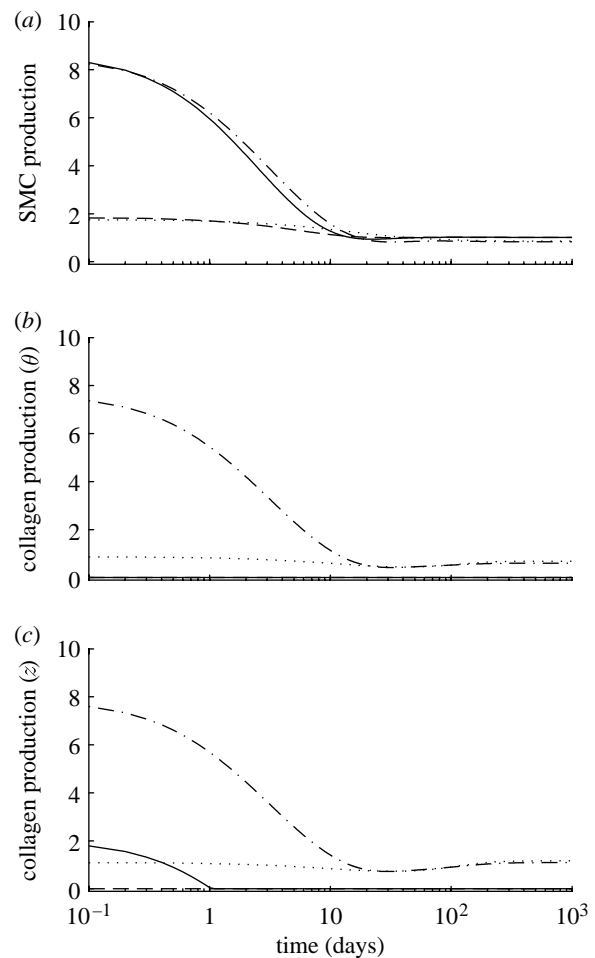 (a)
SMC production
10
8
6
4
2
0
(b)
collagen production (θ)
10
8
6
4
2
0
(c)
collagen production (z)
10
8
6
4
2
0
10⁻¹ 1 10 10² 10³
time (days)